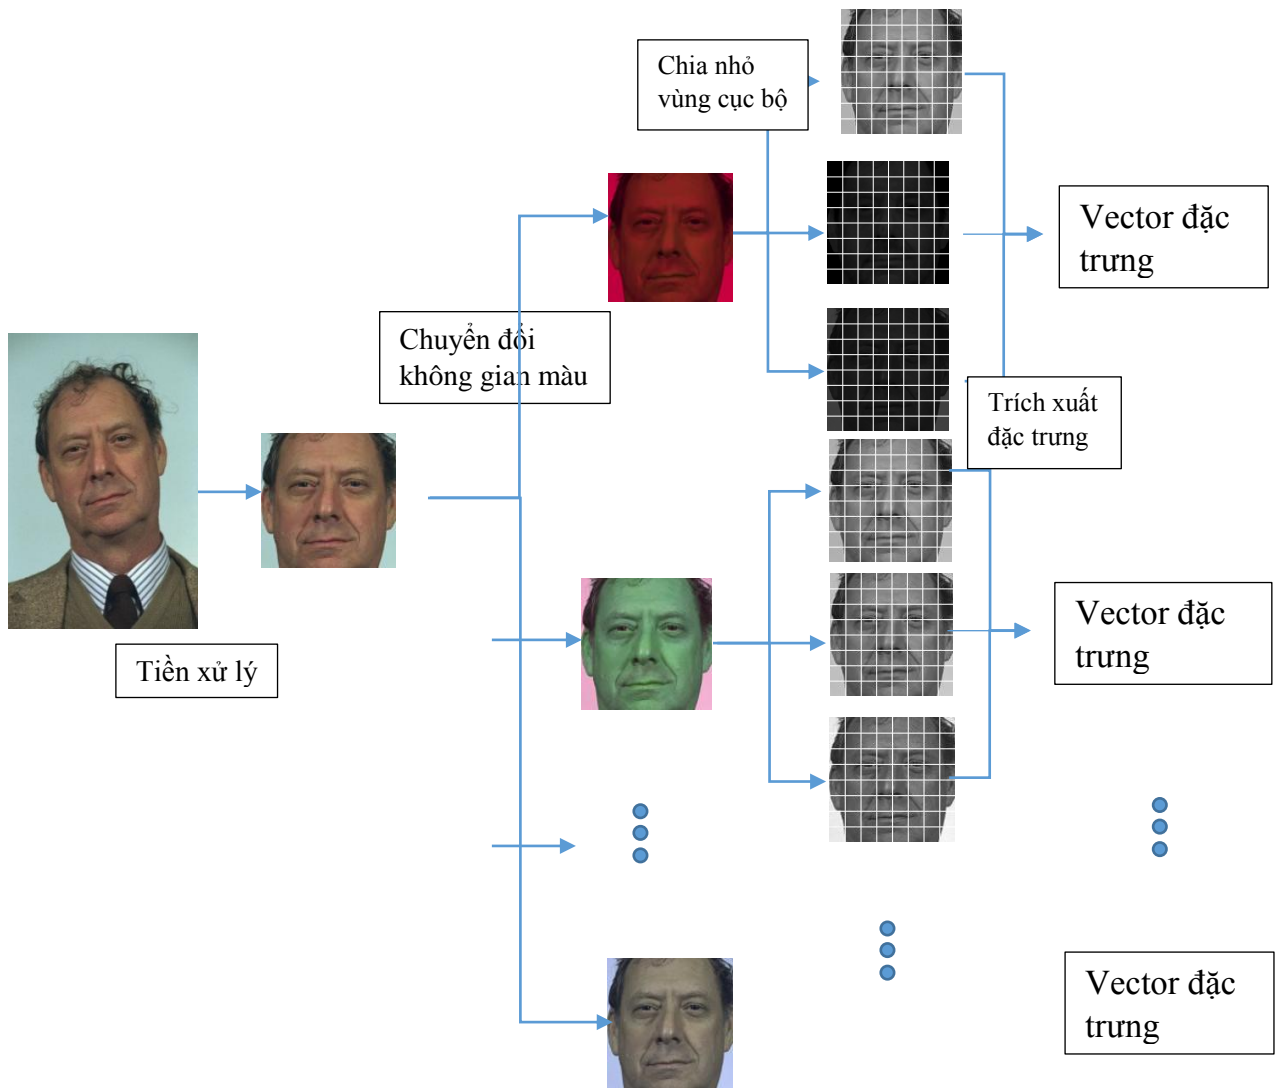 Chia nhỏ
vùng cục bộ
Vector đặc
trưng
Chuyển đổi
không gian màu
Trích xuất
đặc trưng
Vector đặc
trưng
Tiền xử lý
Vector đặc
trưng